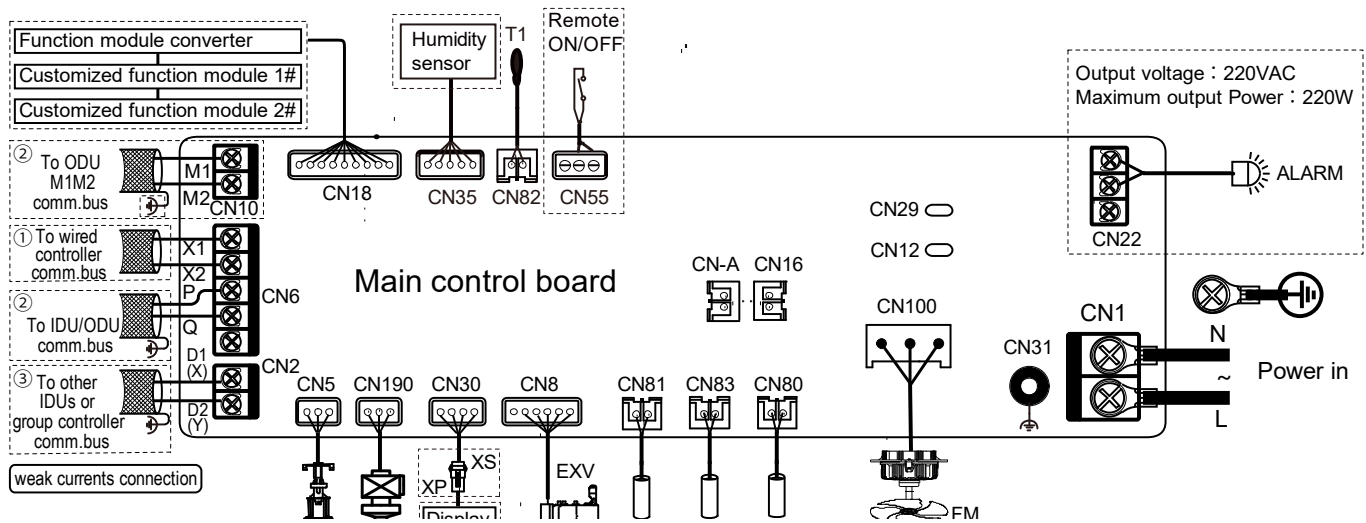 Function module converter
Customized function module 1#
Customized function module 2#
Humidity
sensor
T1
Remote
ON/OFF
Output voltage：220VAC
Maximum output Power：220W
ALARM
CN22
② To ODU
M1M2
comm.bus
M1
M2
CN10
CN18
CN35
CN82
CN55
① To wired
controller
comm.bus
X1
X2
P
Q
CN6
② To IDU/ODU
comm.bus
③ To other
IDUs or
group controller
comm.bus
D1
(X)
D2
(Y)
CN2
weak currents connection
Main control board
CN29
CN12
CN-A
CN16
CN100
CN31
CN1
N
~
L
Power in
CN5
CN190
CN30
CN8
CN81
CN83
CN80
XS
XP
Display
EXV
FM